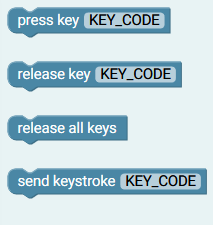 press key KEY_CODE
release key KEY_CODE
release all keys
send keystroke KEY_CODE